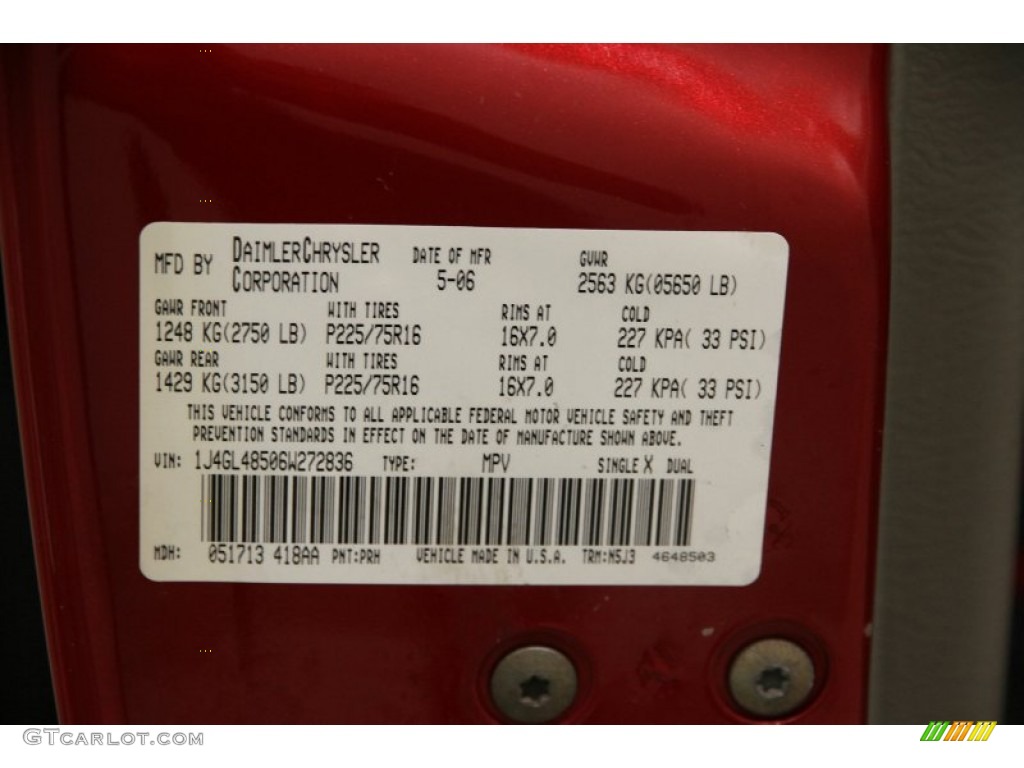 MFD BY DAIMLERCHRYSLER CORPORATION DATE OF MFR 5-06 GVWR 2563 KG(05650 LB)
GAWR FRONT WITH TIRES RIMS AT COLD
1248 KG(2750 LB) P225/75R16 16X7.0 227 KPA( 33 PSI)
GAWR REAR WITH TIRES RIMS AT COLD
1429 KG(3150 LB) P225/75R16 16X7.0 227 KPA( 33 PSI)
THIS VEHICLE CONFORMS TO ALL APPLICABLE FEDERAL MOTOR VEHICLE SAFETY AND THEFT
PREVENTION STANDARDS IN EFFECT ON THE DATE OF MANUFACTURE SHOWN ABOVE.
VIN: 1J4GL48506W272836 TYPE: MPV SINGLE X DUAL
MDH: 051713 418AA PNT:PRH VEHICLE MADE IN U.S.A. TRM:N5J3 4648503
GTCARLOT.COM